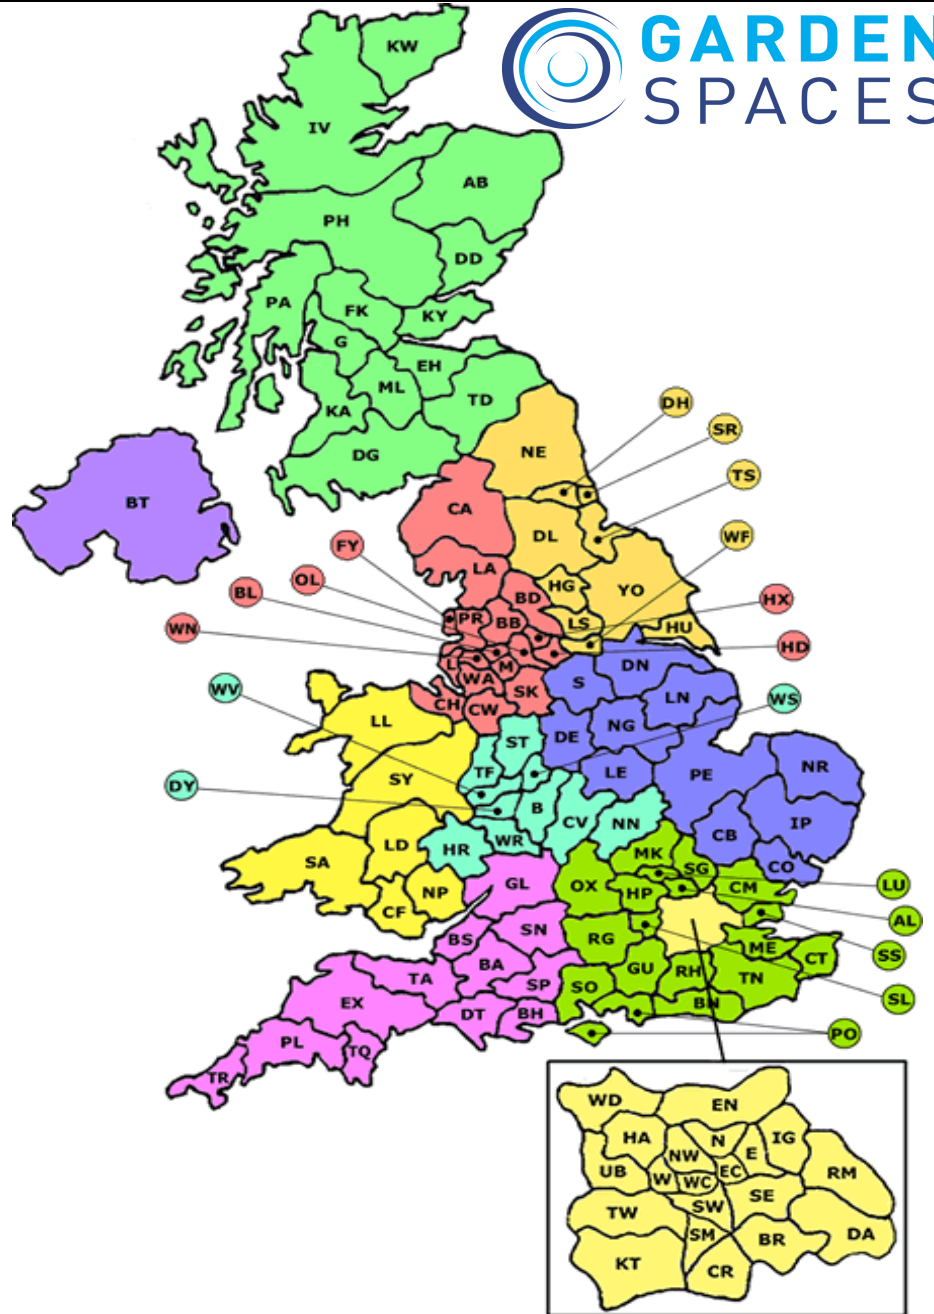 GARDEN
SPACES
KW
IV
AB
PH
DD
PA
FK
KY
G
EH
ML
TD
KA
DG
DH
SR
NE
TS
BT
CA
DL
WF
FY
LA
HG
YO
OL
BD
BL
HX
PR
BB
LS
HU
WN
HD
L
M
DN
WA
S
SK
WV
CH
CW
LN
WS
LL
NG
ST
DE
TF
LE
PE
NR
SY
DY
B
CV
NN
IP
CB
WR
LD
HR
SA
MK
SG
CO
GL
OX
HP
CM
LU
NP
CF
AL
SN
BS
RG
ME
CT
SS
BA
GU
RH
TN
TA
SP
SO
SL
EX
DT
BH
BN
PO
PL
TQ
TR
WD
EN
HA
N
IG
NW
E
UB
W
WC
EC
RM
SE
SW
TW
SM
BR
DA
KT
CR